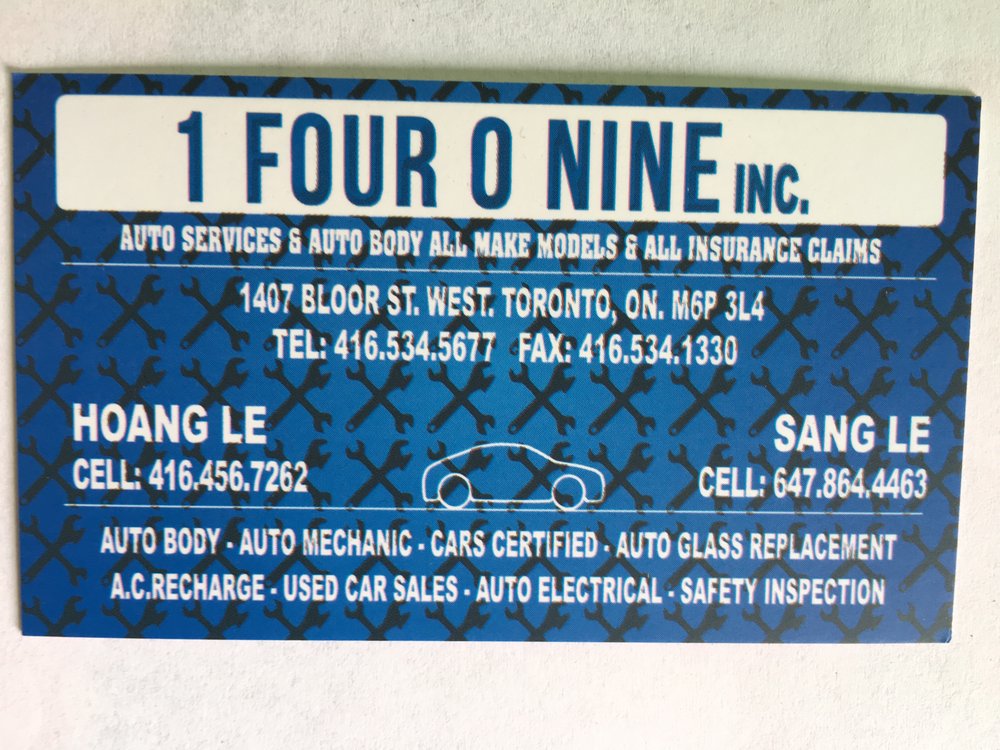 1 FOUR O NINE INC.
AUTO SERVICES & AUTO BODY ALL MAKE MODELS & ALL INSURANCE CLAIMS
1407 BLOOR ST. WEST. TORONTO, ON. M6P 3L4
TEL: 416.534.5677 FAX: 416.534.1330
HOANG LE
CELL: 416.456.7262
SANG LE
CELL: 647.864.4463
AUTO BODY - AUTO MECHANIC - CARS CERTIFIED - AUTO GLASS REPLACEMENT
A.C.RECHARGE - USED CAR SALES - AUTO ELECTRICAL - SAFETY INSPECTION